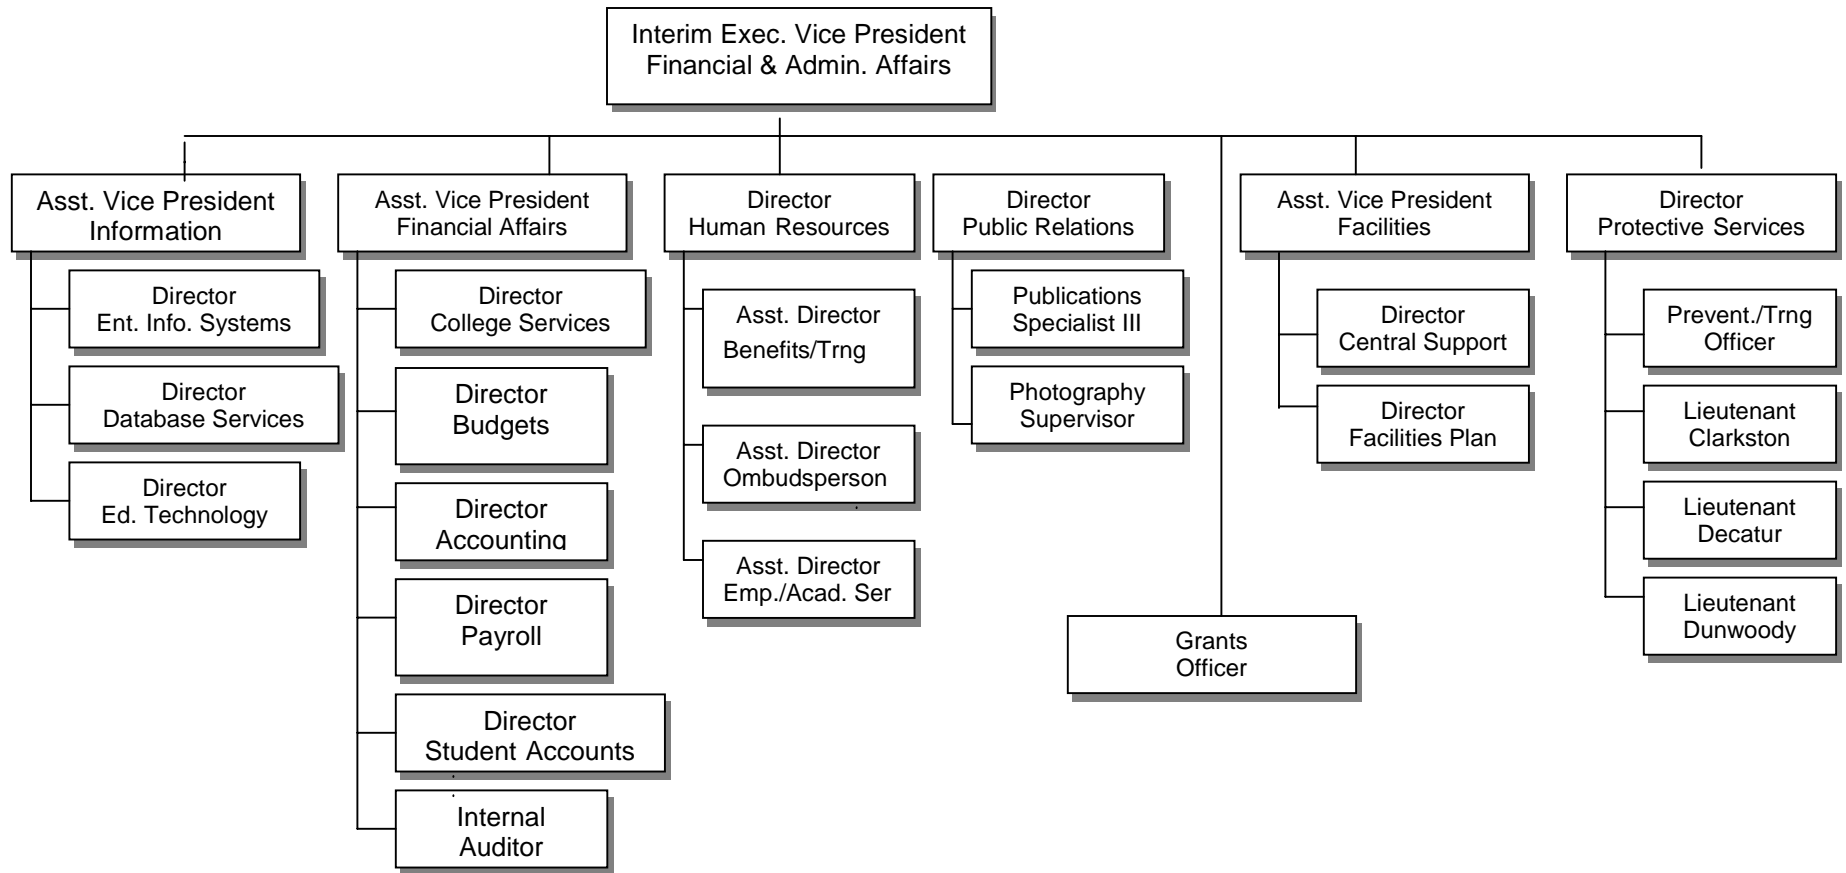 Interim Exec. Vice President
Financial & Admin. Affairs
Asst. Vice President
Information
Director
Ent. Info. Systems
Director
Database Services
Director
Ed. Technology
Asst. Vice President
Financial Affairs
Director
College Services
Director
Budgets
Director
Accounting
Director
Payroll
Director
Student Accounts
Internal
Auditor
Director
Human Resources
Asst. Director
Benefits/Trng
Asst. Director
Ombudsperson
Asst. Director
Emp./Acad. Ser
Director
Public Relations
Publications
Specialist III
Photography
Supervisor
Grants
Officer
Asst. Vice President
Facilities
Director
Central Support
Director
Facilities Plan
Director
Protective Services
Prevent./Trng
Officer
Lieutenant
Clarkston
Lieutenant
Decatur
Lieutenant
Dunwoody